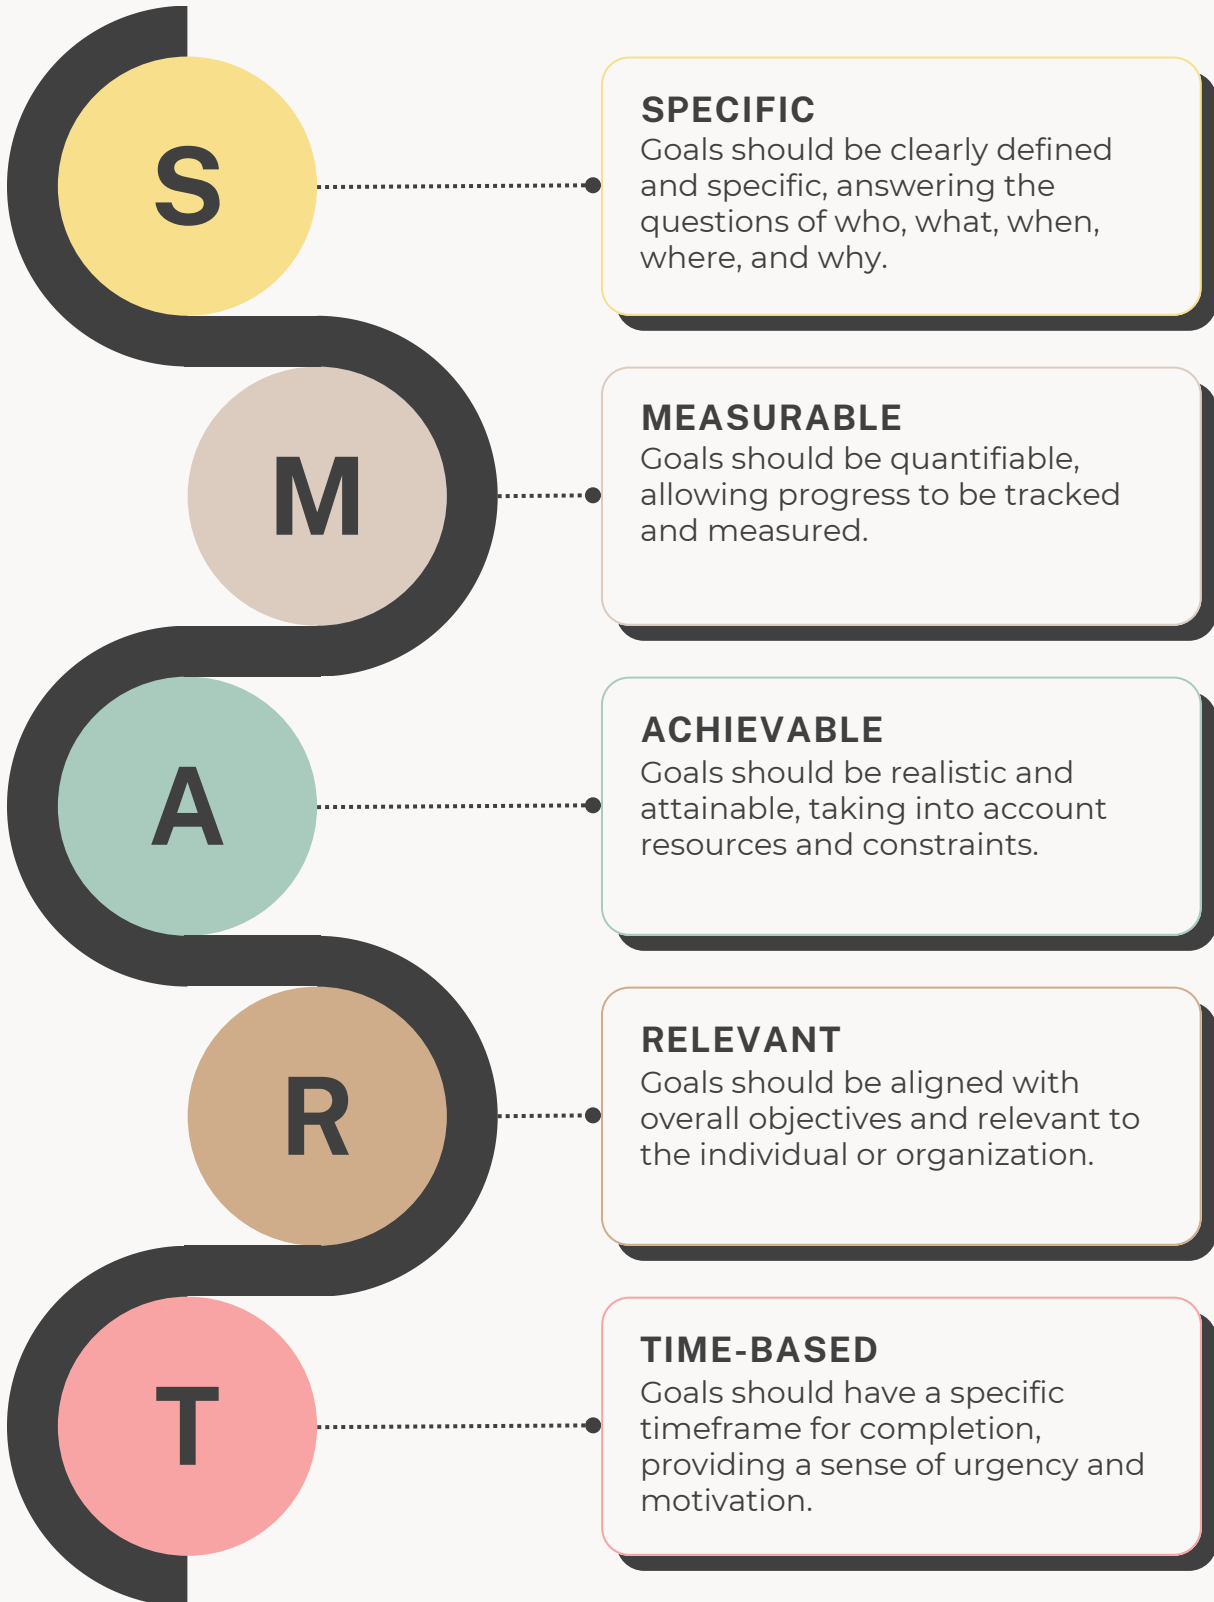 S
SPECIFIC
Goals should be clearly defined
and specific, answering the
questions of who, what, when,
where, and why.
M
MEASURABLE
Goals should be quantifiable,
allowing progress to be tracked
and measured.
A
ACHIEVABLE
Goals should be realistic and
attainable, taking into account
resources and constraints.
R
RELEVANT
Goals should be aligned with
overall objectives and relevant to
the individual or organization.
T
TIME-BASED
Goals should have a specific
timeframe for completion,
providing a sense of urgency and
motivation.